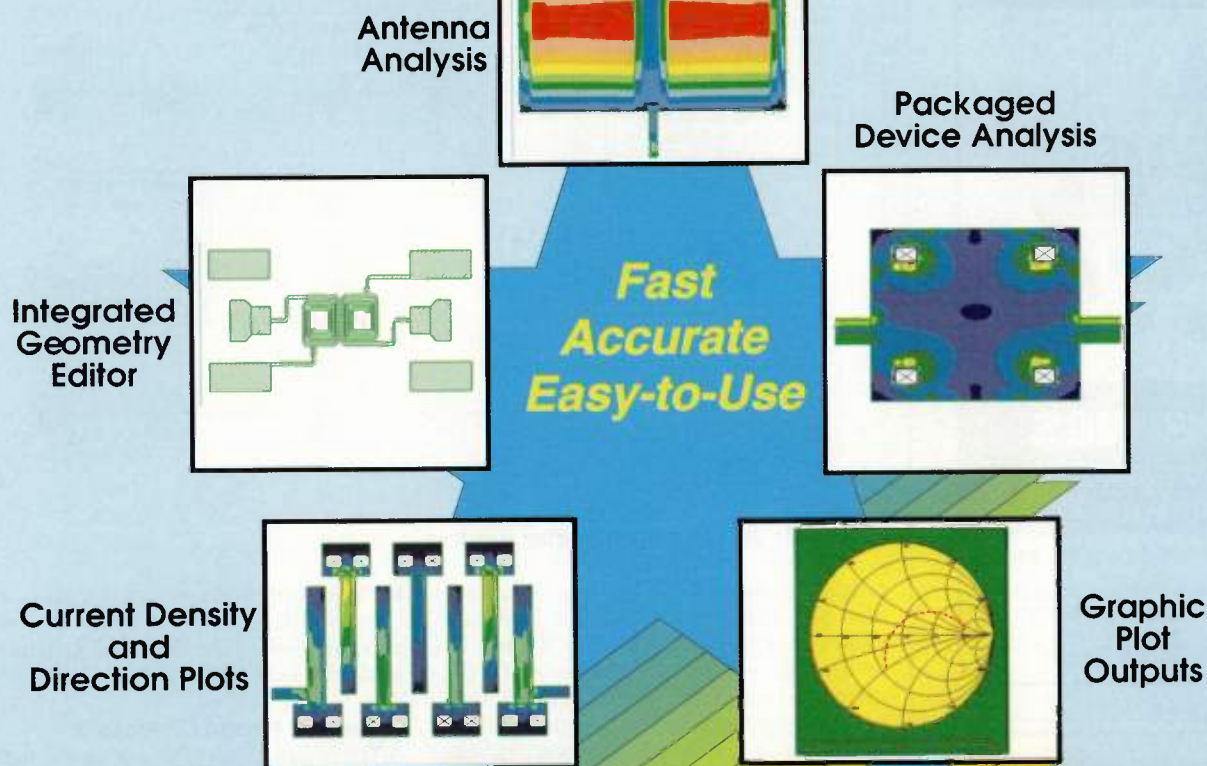 Antenna
Analysis
Packaged
Device Analysis
Integrated
Geometry
Editor
Fast
Accurate
Easy-to-Use
Current Density
and
Direction Plots
Graphic
Plot
Outputs